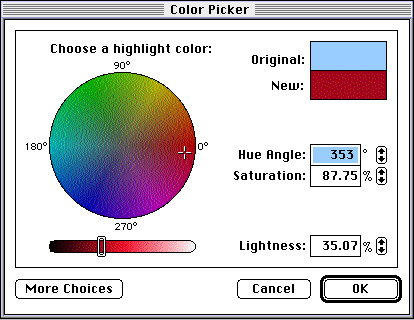 Color Picker
Choose a highlight color:
Original:
New:
90°
180°
0°
270°
Hue Angle: 353 °
Saturation: 87.75 %
Lightness: 35.07 %
More Choices
Cancel
OK